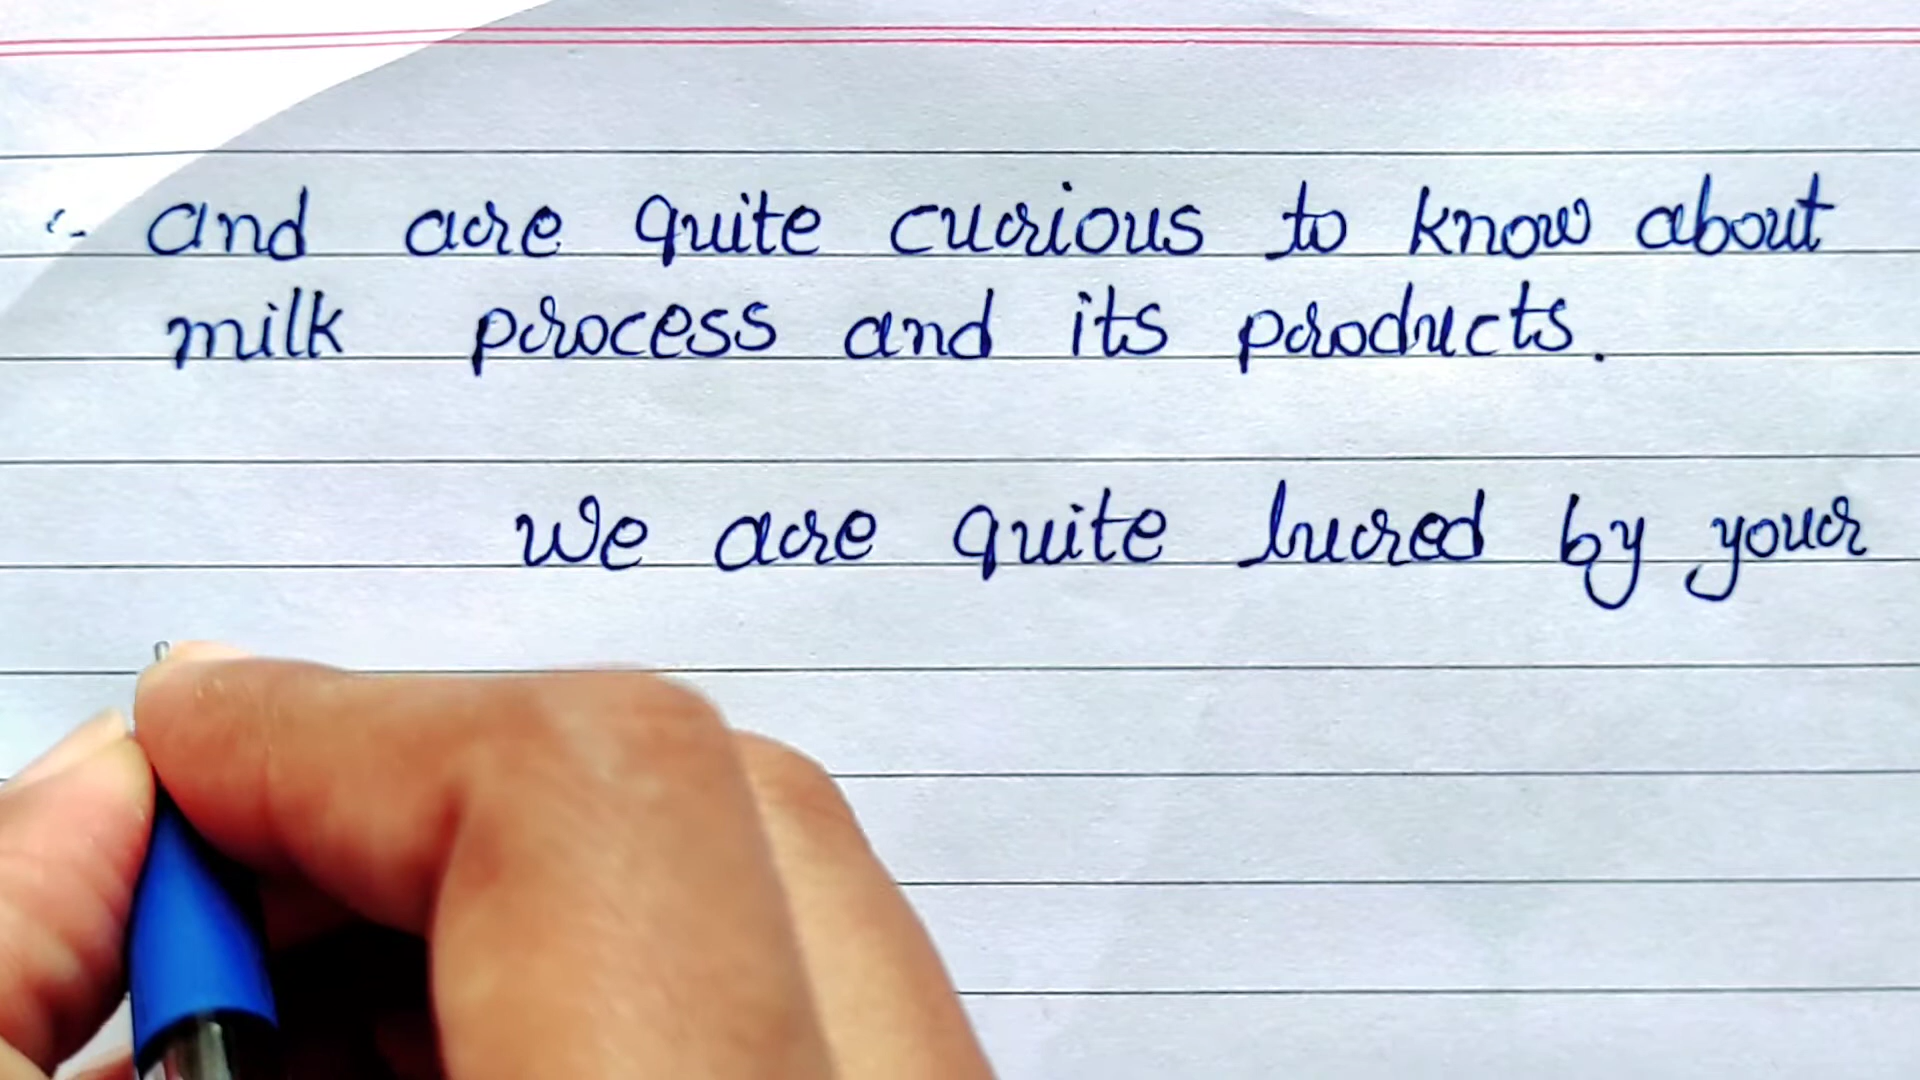 and are quite curious to know about
milk process and its products.
We are quite lured by your